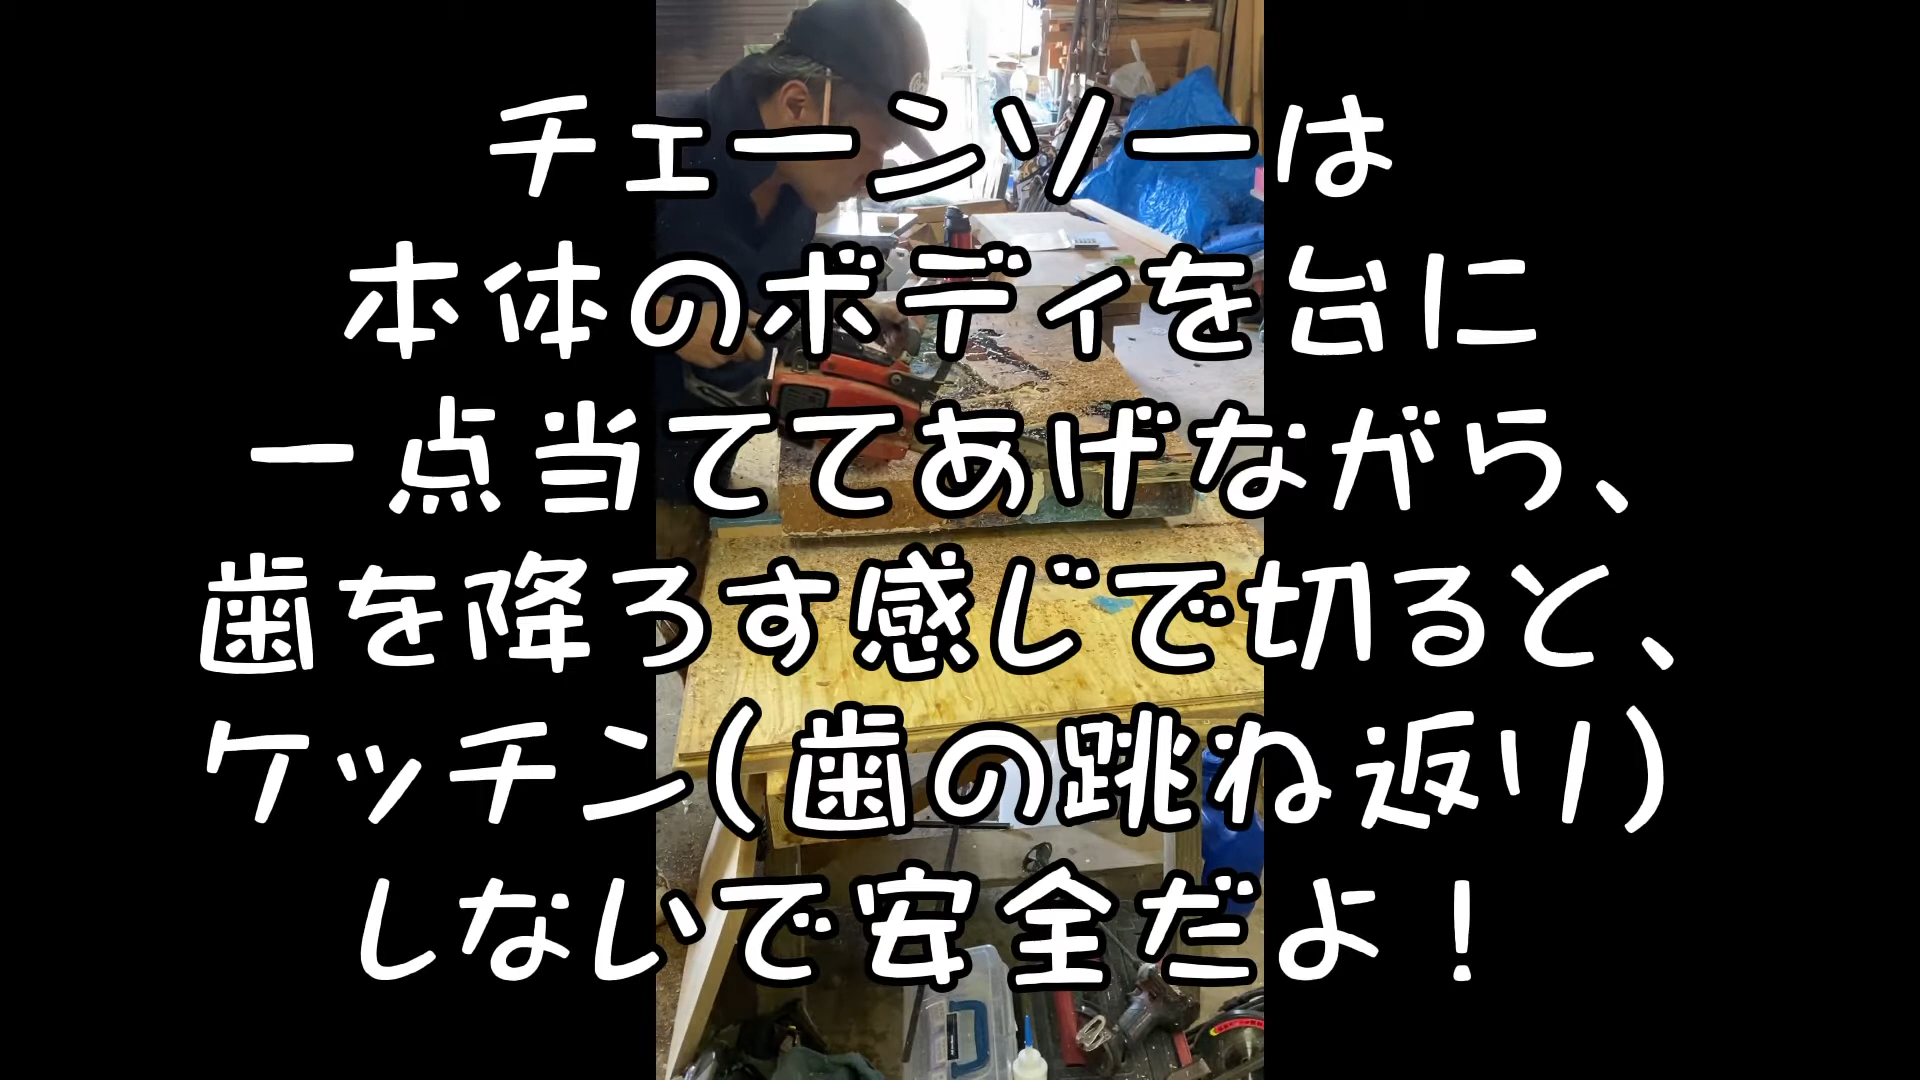 チェーンソーは
本体のボディを台に
一点当ててあげながら、
歯を降ろす感じで切ると、
ケッチン(歯の跳ね返り)
しないで安全だよ！